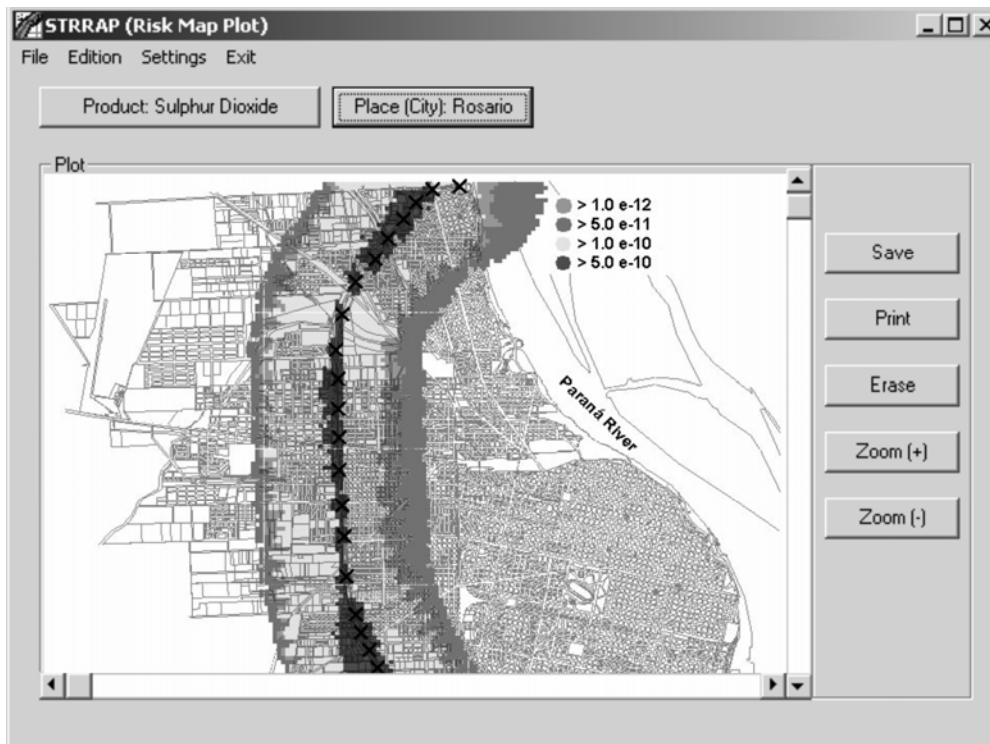 STRRAP (Risk Map Plot)
File Edition Settings Exit
Product: Sulphur Dioxide Place (City): Rosario
Plot
> 1.0 e-12
> 5.0 e-11
> 1.0 e-10
> 5.0 e-10
Paraná River
Save
Print
Erase
Zoom (+)
Zoom (-)